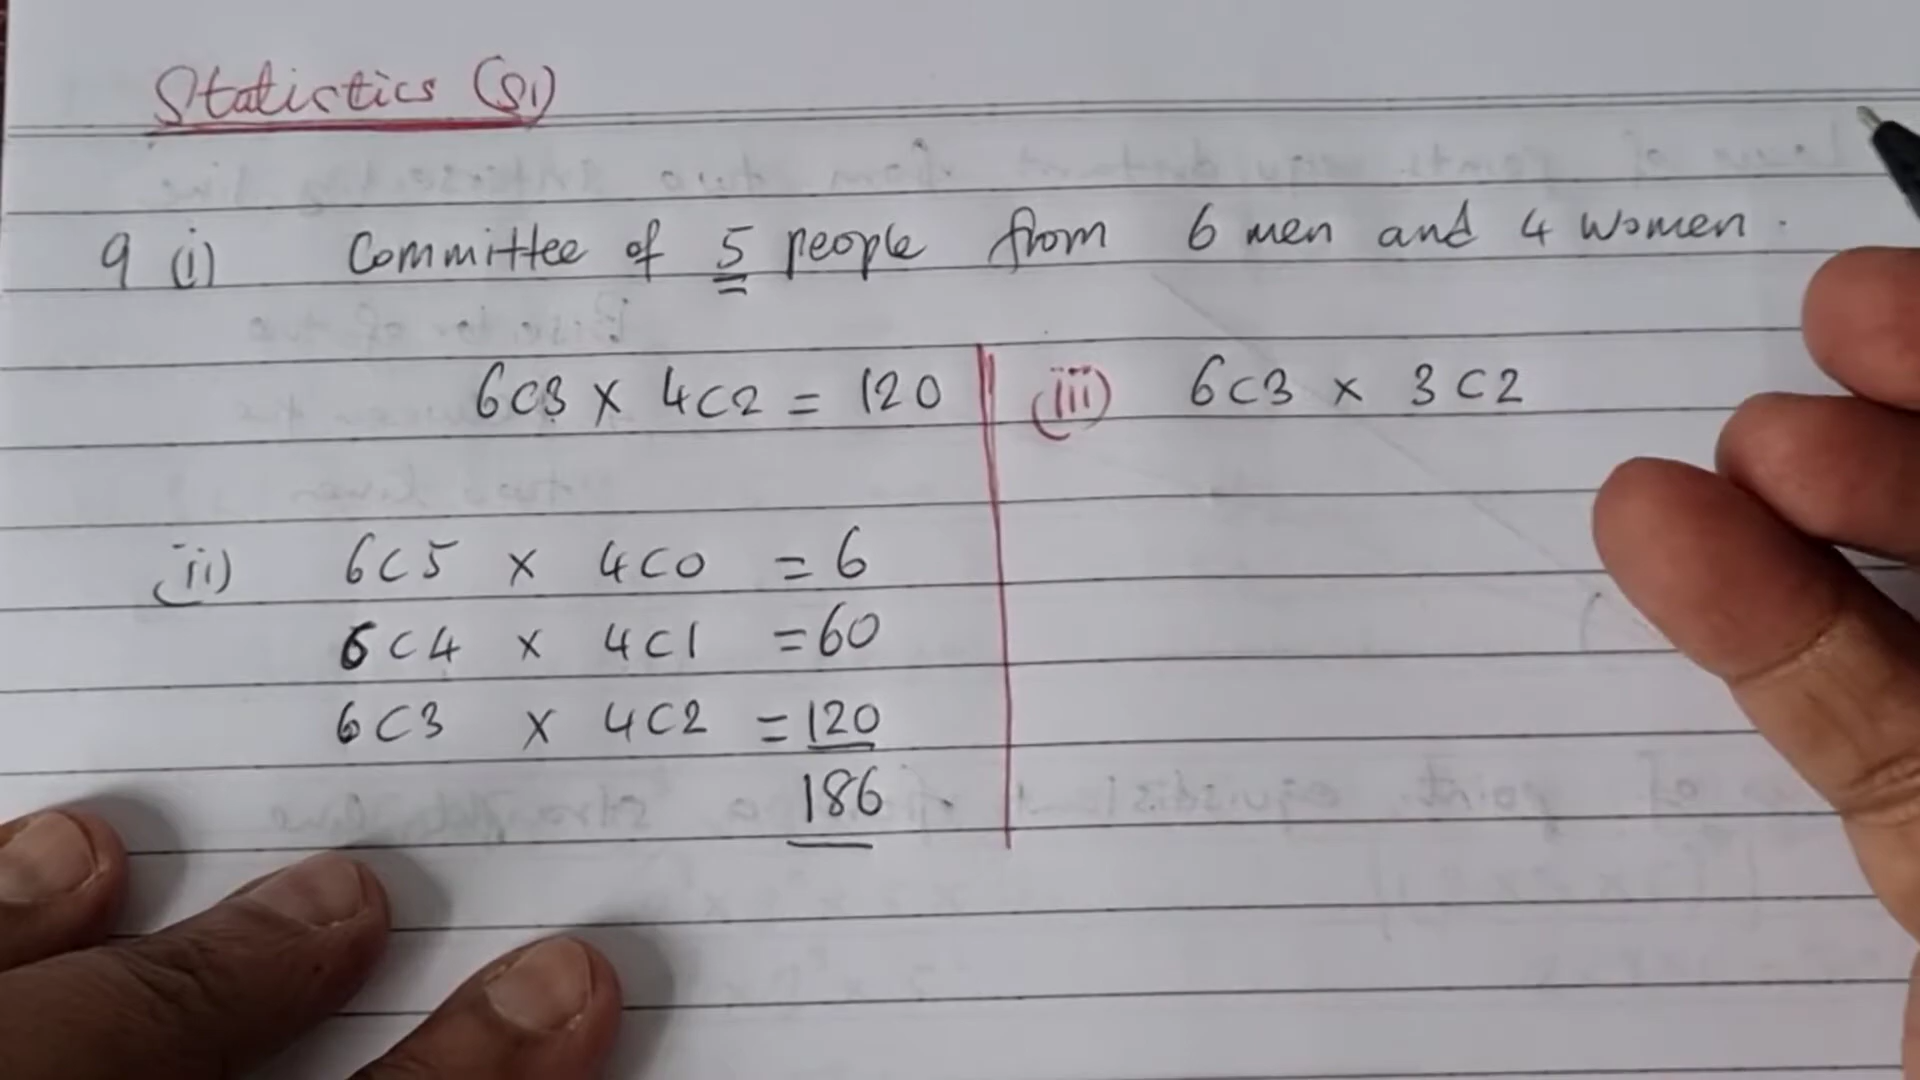 Statistics (S1)
9 (i) Committee of 5 people from 6 men and 4 women.
6C3 x 4C2 = 120
(ii) 6C5 x 4C0 = 6
6C4 x 4C1 = 60
6C3 x 4C2 = 120
186
(iii) 6C3 x 3C2